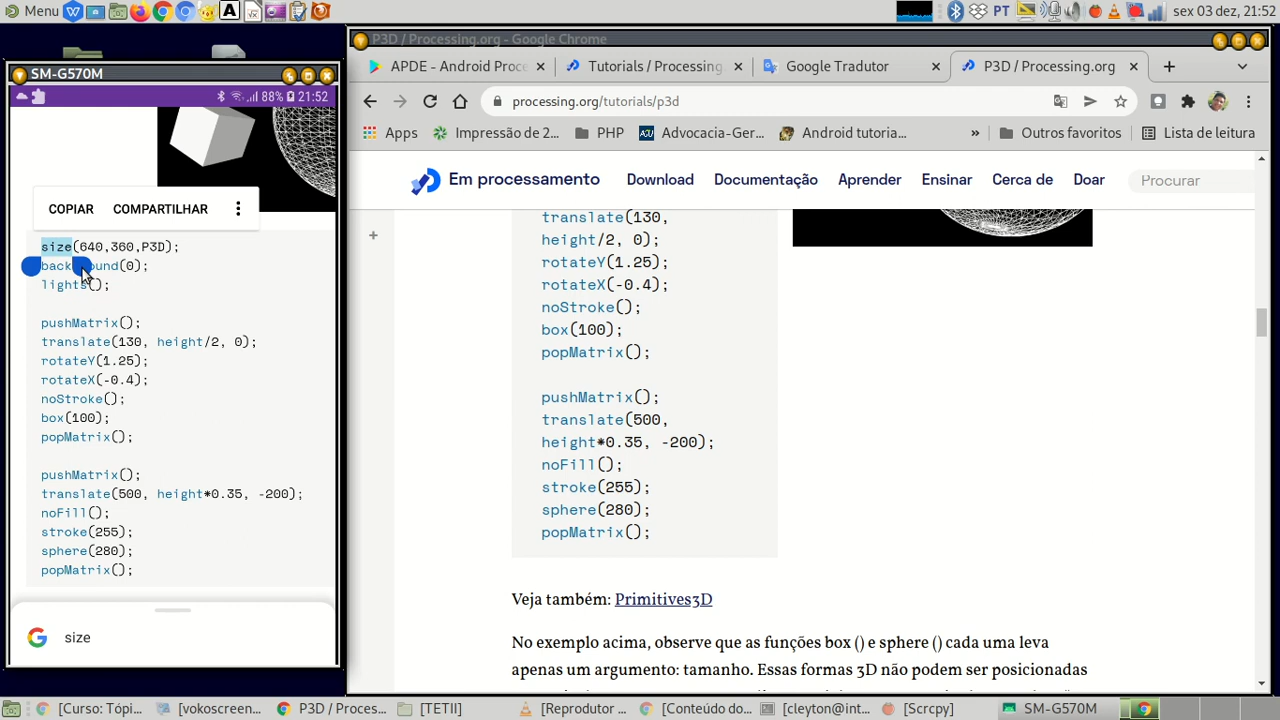 Menu
PT
sex 03 dez, 21:52
SM-G570M
88% 21:52
COPIAR COMPARTILHAR
size(640,360,P3D);
background(0);
lights();
pushMatrix();
translate(130, height/2, 0);
rotateY(1.25);
rotateX(-0.4);
noStroke();
box(100);
popMatrix();
pushMatrix();
translate(500, height*0.35, -200);
noFill();
stroke(255);
sphere(280);
popMatrix();
size
P3D / Processing.org - Google Chrome
APDE - Android Proce
Tutorials / Processing
Google Tradutor
P3D / Processing.org
processing.org/tutorials/p3d
Apps
Impressão de 2...
PHP
Advocacia-Ger...
Android tutoria...
»
Outros favoritos
Lista de leitura
Em processamento
Download
Documentação
Aprender
Ensinar
Cerca de
Doar
Procurar
translate(130,
height/2, 0);
rotateY(1.25);
rotateX(-0.4);
noStroke();
box(100);
popMatrix();
pushMatrix();
translate(500,
height*0.35, -200);
noFill();
stroke(255);
sphere(280);
popMatrix();
Veja também: Primitives3D
No exemplo acima, observe que as funções box () e sphere () cada uma leva
apenas um argumento: tamanho. Essas formas 3D não podem ser posicionadas
[Curso: Tópi...
[vokoscreen...
P3D / Proces...
[TETII]
[Reprodutor ...
[Conteúdo do...
[cleyton@int...
[Scrcpy]
SM-G570M